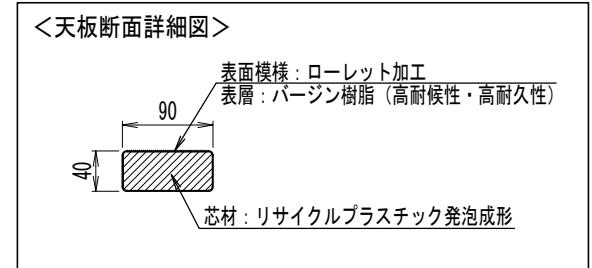 <天板断面詳細図>
表面模様：ローレット加工
表層：バージン樹脂（高耐候性・高耐久性）
90
40
芯材：リサイクルプラスチック発泡成形